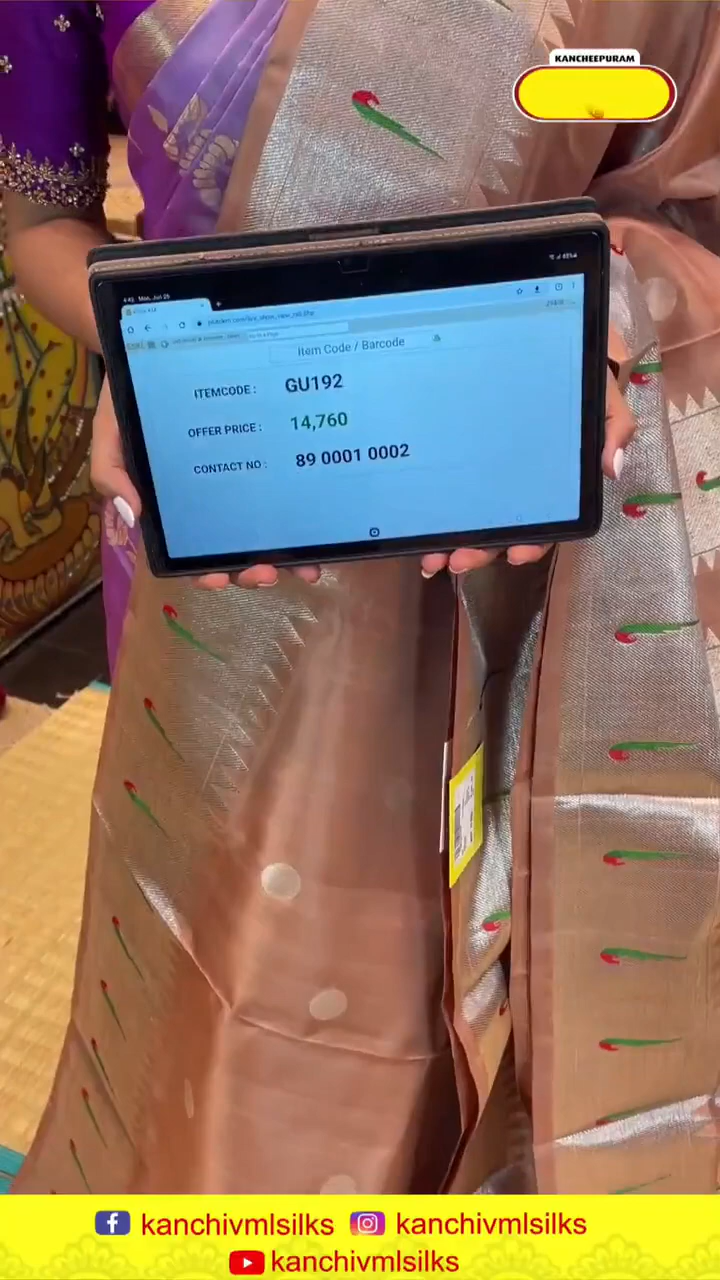 KANCHEEPURAM
Item Code / Barcode
ITEMCODE : GU192
OFFER PRICE : 14,760
CONTACT NO : 89 0001 0002
kanchivmlsilks kanchivmlsilks
kanchivmlsilks